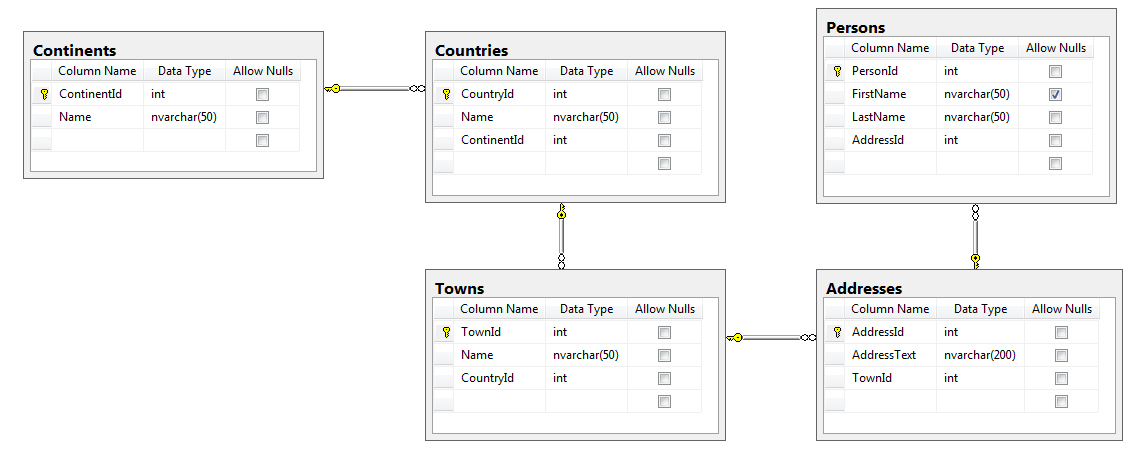 Continents
Column Name Data Type Allow Nulls
ContinentId int
Name nvarchar(50)
Countries
Column Name Data Type Allow Nulls
CountryId int
Name nvarchar(50)
ContinentId int
Persons
Column Name Data Type Allow Nulls
PersonId int
FirstName nvarchar(50)
LastName nvarchar(50)
AddressId int
Towns
Column Name Data Type Allow Nulls
TownId int
Name nvarchar(50)
CountryId int
Addresses
Column Name Data Type Allow Nulls
AddressId int
AddressText nvarchar(200)
TownId int